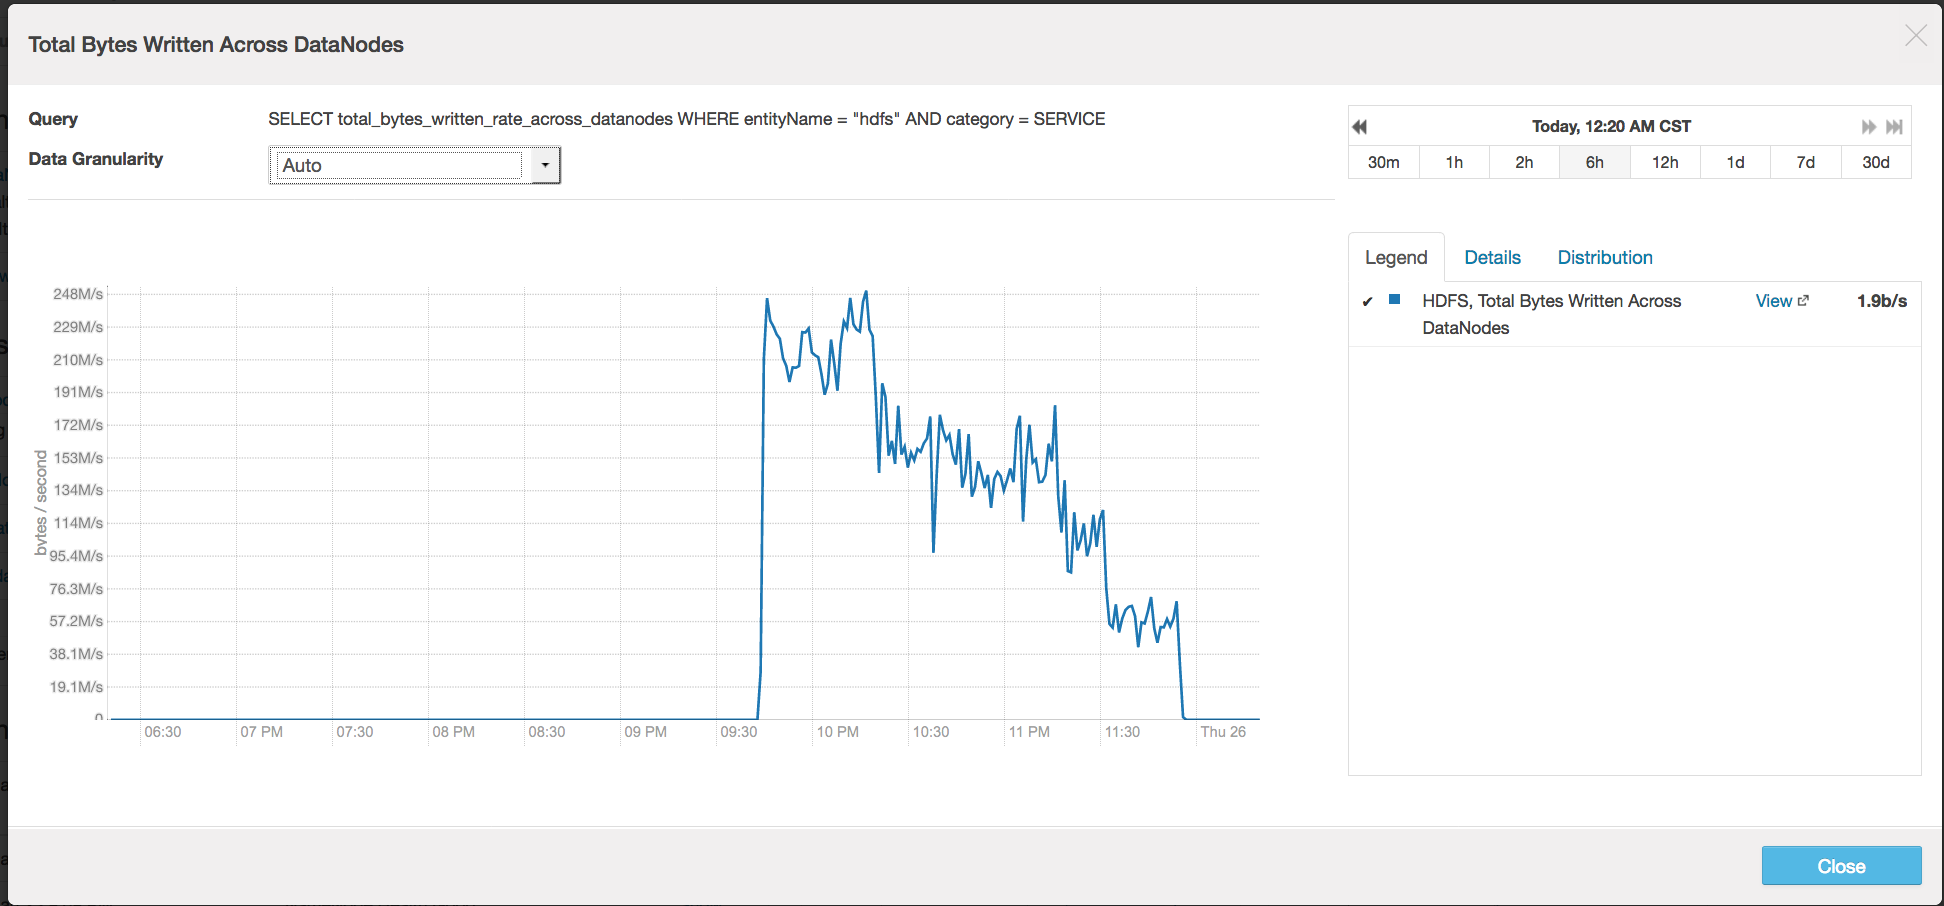 Total Bytes Written Across DataNodes
Query SELECT total_bytes_written_rate_across_datanodes WHERE entityName = "hdfs" AND category = SERVICE
Data Granularity Auto
Today, 12:20 AM CST
30m 1h 2h 6h 12h 1d 7d 30d
Legend Details Distribution
HDFS, Total Bytes Written Across DataNodes View 1.9b/s
bytes / second
248M/s
229M/s
210M/s
191M/s
172M/s
153M/s
134M/s
114M/s
95.4M/s
76.3M/s
57.2M/s
38.1M/s
19.1M/s
0
06:30 07 PM 07:30 08 PM 08:30 09 PM 09:30 10 PM 10:30 11 PM 11:30 Thu 26
Close